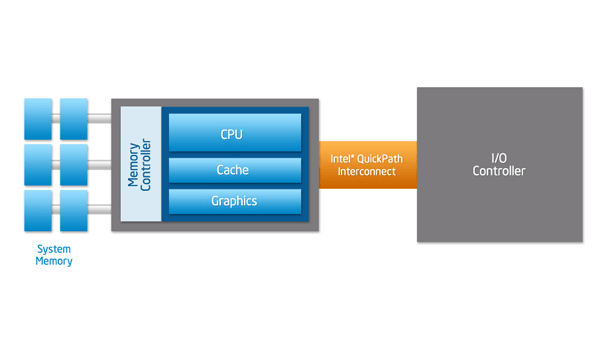 Memory
Controller
CPU
Cache
Graphics
Intel® QuickPath
Interconnect
I/O
Controller
System
Memory